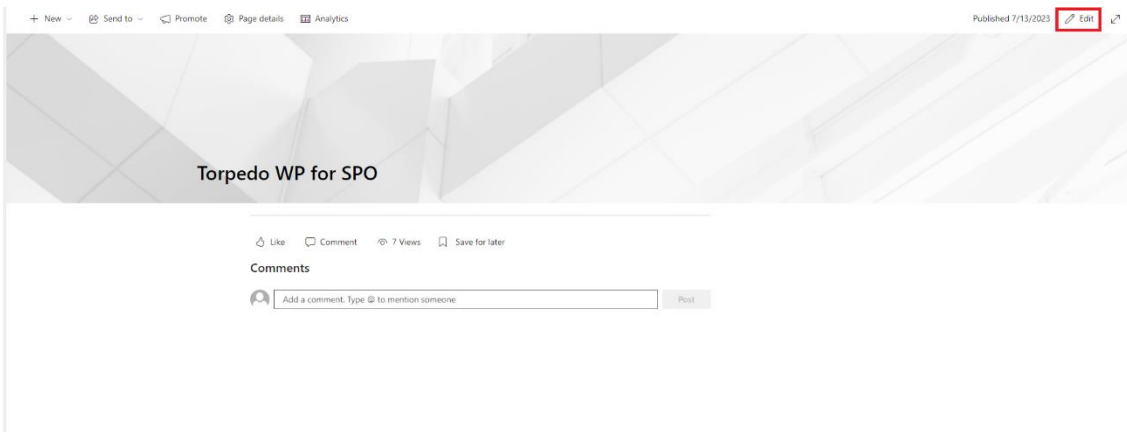 New Send to Promote Page details Analytics Published 7/13/2023 Edit
Torpedo WP for SPO
Like Comment 7 Views Save for later
Comments
Add a comment. Type @ to mention someone Post